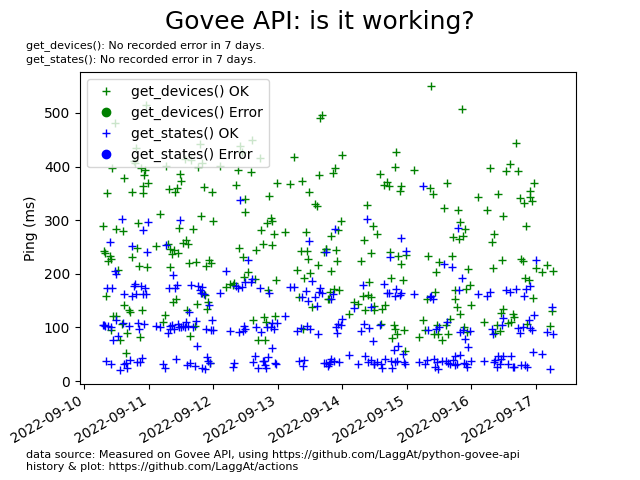 Govee API: is it working?
get_devices(): No recorded error in 7 days.
get_states(): No recorded error in 7 days.
get_devices() OK
get_devices() Error
get_states() OK
get_states() Error
Ping (ms)
500
400
300
200
100
0
2022-09-10
2022-09-11
2022-09-12
2022-09-13
2022-09-14
2022-09-15
2022-09-16
2022-09-17
data source: Measured on Govee API, using https://github.com/LaggAt/python-govee-api
history & plot: https://github.com/LaggAt/actions